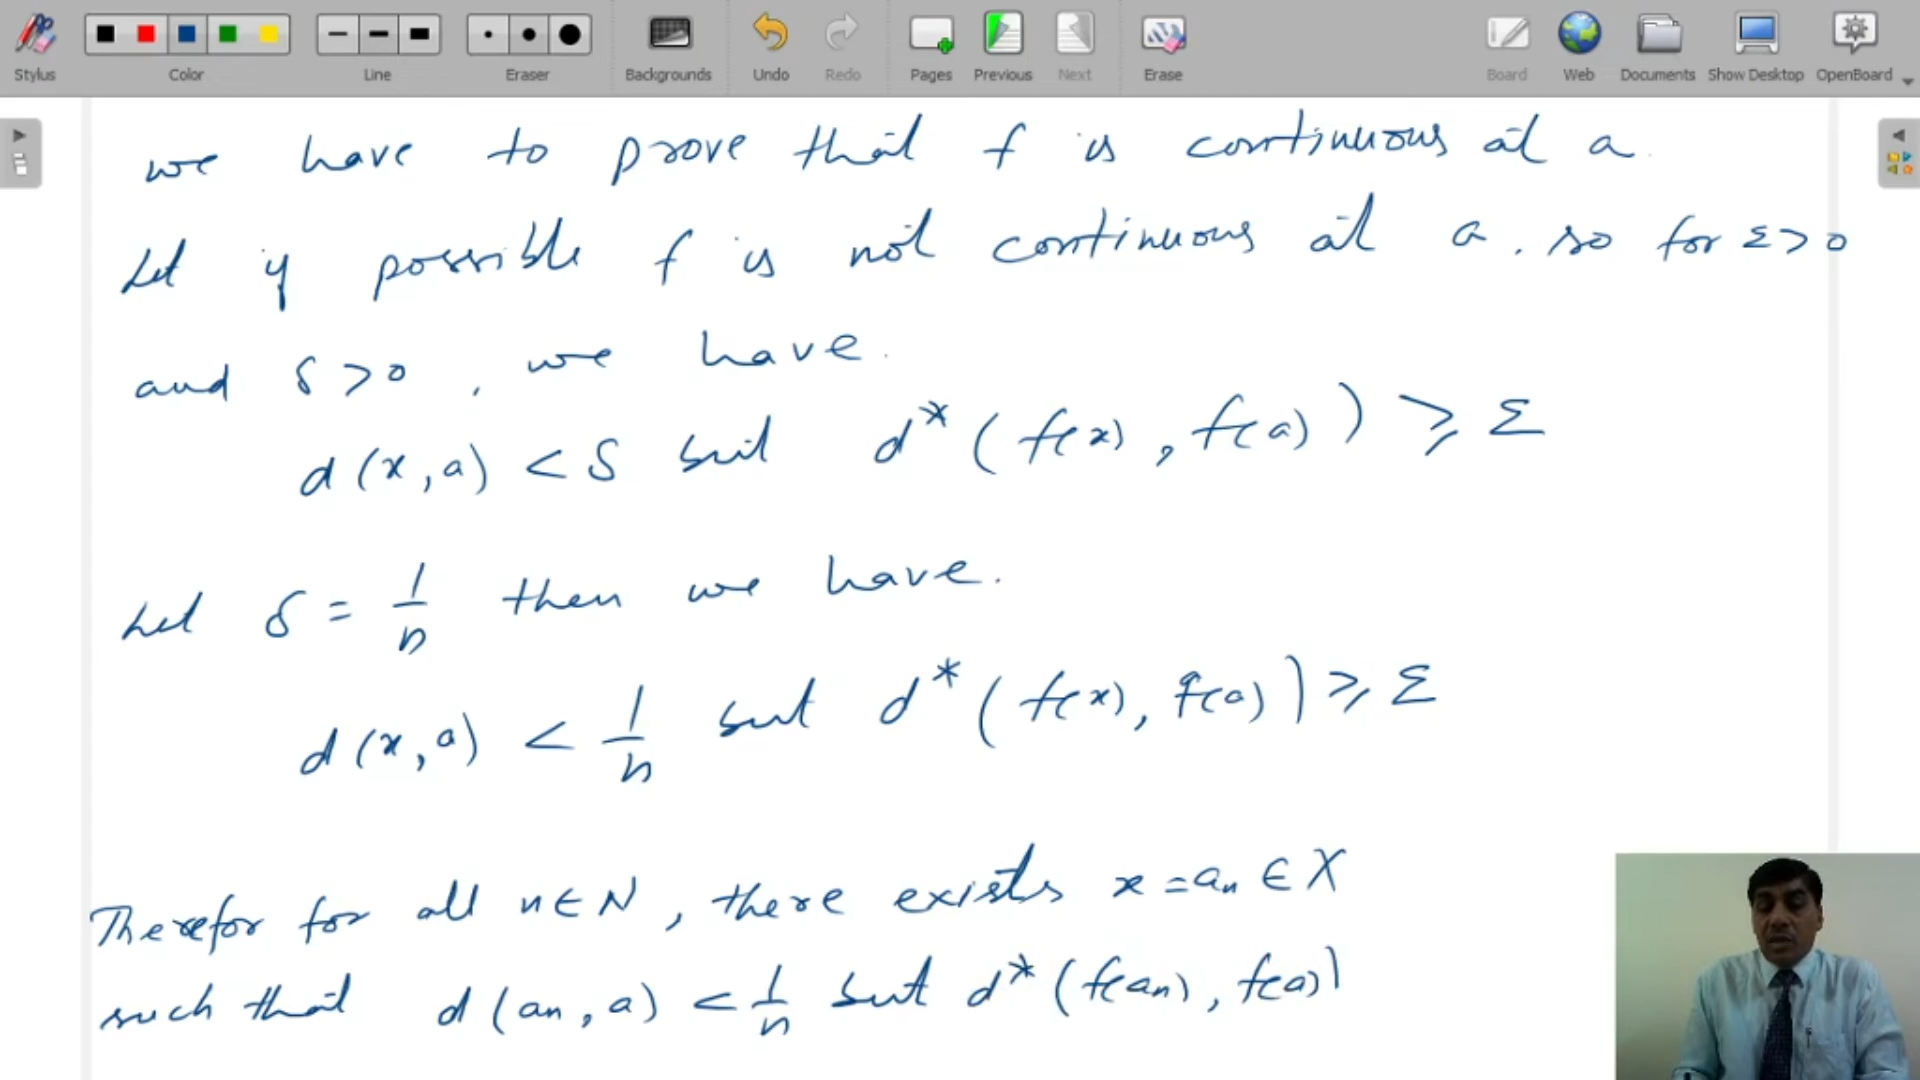 Stylus Color Line Eraser Backgrounds Undo Redo Pages Previous Next Erase Board Web Documents Show Desktop OpenBoard
we have to prove that f is continuous at a.
Let if possible f is not continuous at a. so for ε>0
and δ>0, we have.
d(x,a) < δ but d*(f(x), f(a)) ⩾ ε
Let δ = 1/n then we have.
d(x,a) < 1/n but d*(f(x), f(a)) ⩾ ε
Therefor for all n∈N, there exists x=aₙ ∈ X
such that d(an, a) < 1/n but d*(f(an), f(a))